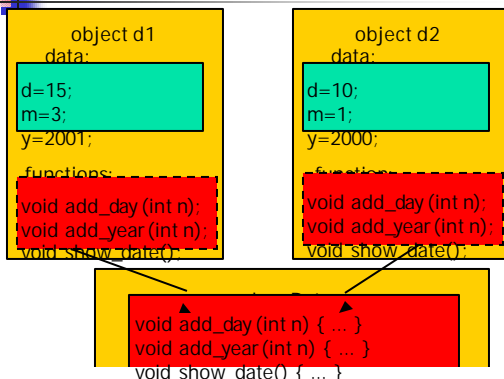 object d1
data:
d=15;
m=3;
y=2001;
functions:
void add_day(int n);
void add_year(int n);
void show_date();
object d2
data:
d=10;
m=1;
y=2000;
void add_day(int n);
void add_year(int n);
void show_date();
void add_day(int n) { ... }
void add_year(int n) { ... }
void show_date() { ... }